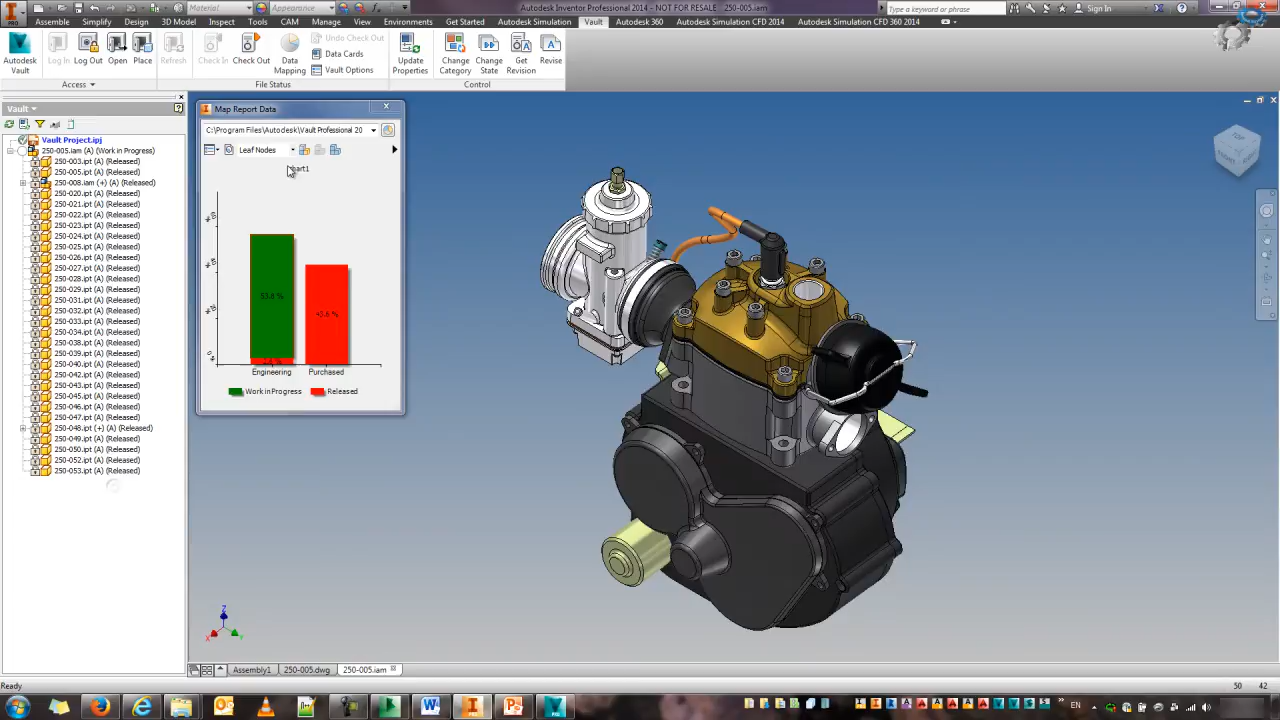 Material
Appearance
Autodesk Inventor Professional 2014 - NOT FOR RESALE  250-005.iam
Type a keyword or phrase
Sign In
Assembly Simplify Design 3D Model Inspect Tools CAM Manage View Environments Get Started Autodesk Simulation Vault Autodesk 360 Autodesk Simulation CFD 2014 Autodesk Simulation CFD 360 2014
Autodesk Vault
Log In
Log Out
Open
Place
Refresh
Check In
Check Out
Data Mapping
Undo Check Out
Data Cards
Vault Options
Update Properties
Change Category
Change State
Get Revision
Revise
Access
File Status
Control
Vault
Vault Project.ipj
250-005.iam (A) (Work in Progress)
250-003.ipt (A) (Released)
250-005.ipt (A) (Released)
250-008.iam (+) (A) (Released)
250-020.ipt (A) (Released)
250-021.ipt (A) (Released)
250-022.ipt (A) (Released)
250-023.ipt (A) (Released)
250-024.ipt (A) (Released)
250-025.ipt (A) (Released)
250-026.ipt (A) (Released)
250-027.ipt (A) (Released)
250-028.ipt (A) (Released)
250-029.ipt (A) (Released)
250-031.ipt (A) (Released)
250-032.ipt (A) (Released)
250-033.ipt (A) (Released)
250-034.ipt (A) (Released)
250-038.ipt (A) (Released)
250-039.ipt (A) (Released)
250-040.ipt (A) (Released)
250-042.ipt (A) (Released)
250-043.ipt (A) (Released)
250-045.ipt (A) (Released)
250-046.ipt (A) (Released)
250-047.ipt (A) (Released)
250-048.ipt (+) (A) (Released)
250-049.ipt (A) (Released)
250-050.ipt (A) (Released)
250-052.ipt (A) (Released)
250-053.ipt (A) (Released)
Map Report Data
C:\Program Files\Autodesk\Vault Professional 20
Leaf Nodes
45.6 %
Engineering Purchased
Work in Progress Released
TOP
Z
X
Y
Assembly1 250-005.dwg 250-005.iam
Ready
50 42
EN